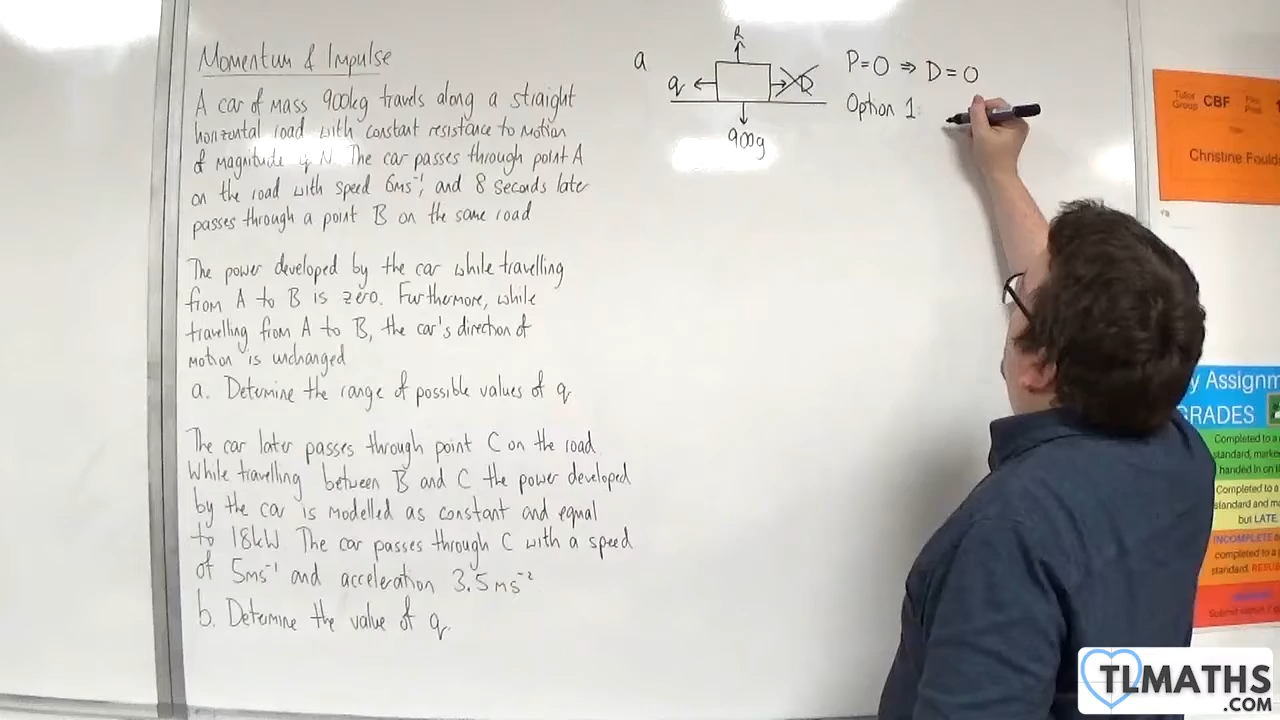 Momentum & Impulse
A car of mass 900kg travels along a straight
horizontal road with constant resistance to motion
of magnitude q N. The car passes through point A
on the road with speed 6ms⁻¹, and 8 seconds later
passes through a point B on the same road
The power developed by the car while travelling
from A to B is zero. Furthermore, while
travelling from A to B, the car's direction of
motion is unchanged
a. Determine the range of possible values of q
The car later passes through point C on the road.
While travelling between B and C the power developed
by the car is modelled as constant and equal
to 18kW. The car passes through C with a speed
of 5ms⁻¹ and acceleration 3.5ms⁻²
b. Determine the value of q
a
R
q
D
900g
P=0 ⇒ D=0
Option 1:
Tutor
Group
CBF
Christine Fould
y Assignm
GRADES
Completed to a
standard, marke
handed in on t
Completed to a
standard and ma
but LATE
INCOMPLETE
completed to a
standard. RESU
TLMATHS
.COM